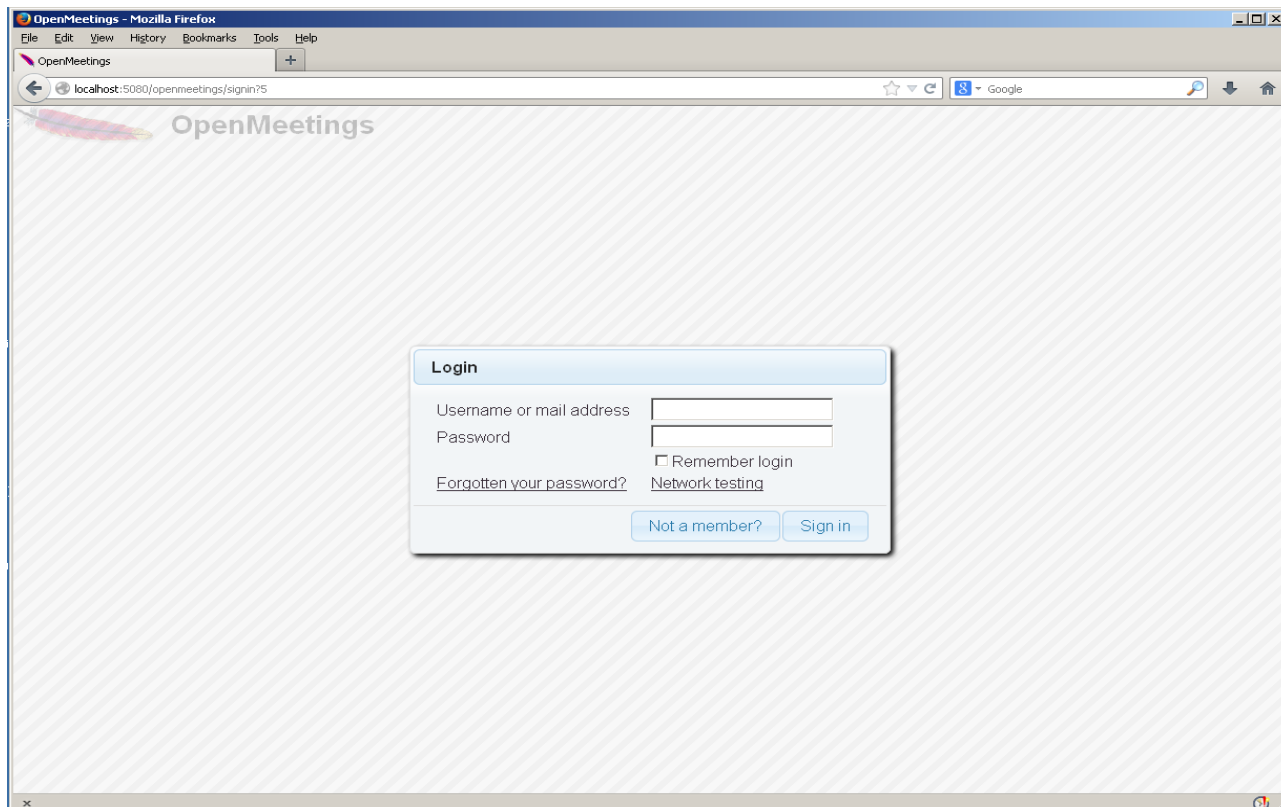 OpenMeetings - Mozilla Firefox
File Edit View History Bookmarks Tools Help
OpenMeetings
localhost:5080/openmeetings/signin?5
Google
OpenMeetings
Login
Username or mail address
Password
Remember login
Forgotten your password? Network testing
Not a member? Sign in